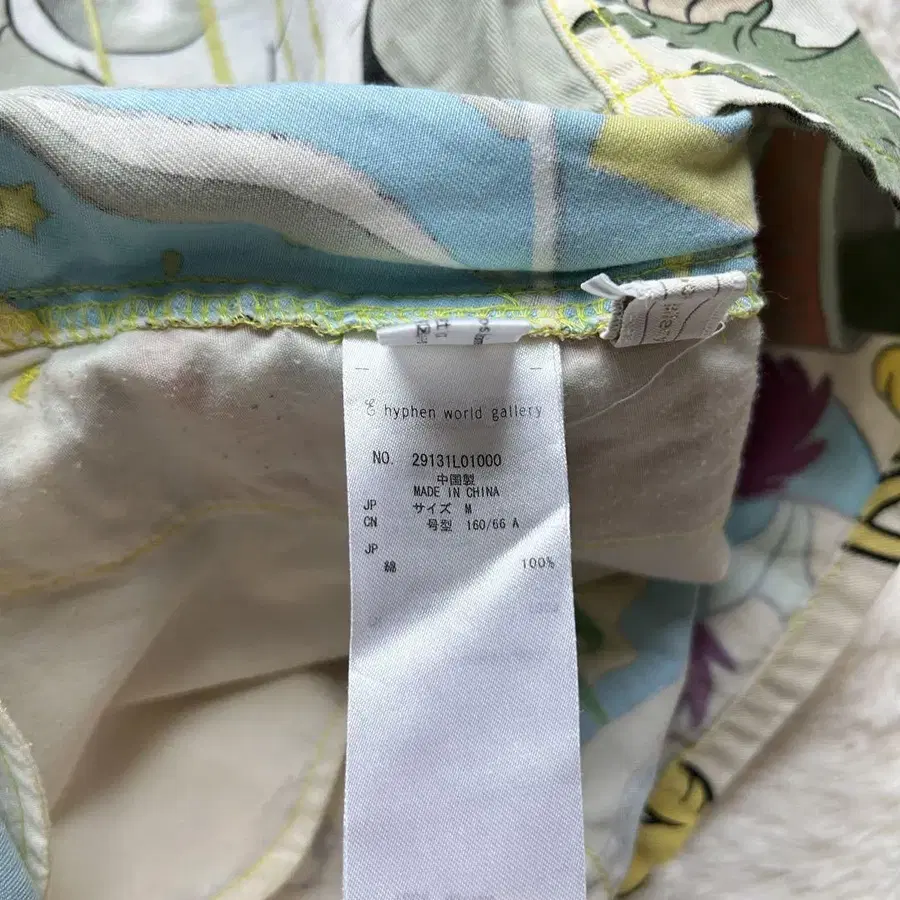 E hyphen world gallery
NO. 29131L01000
中国製
MADE IN CHINA
JP サイズ M
CN 号型 160/66 A
JP
綿 100%